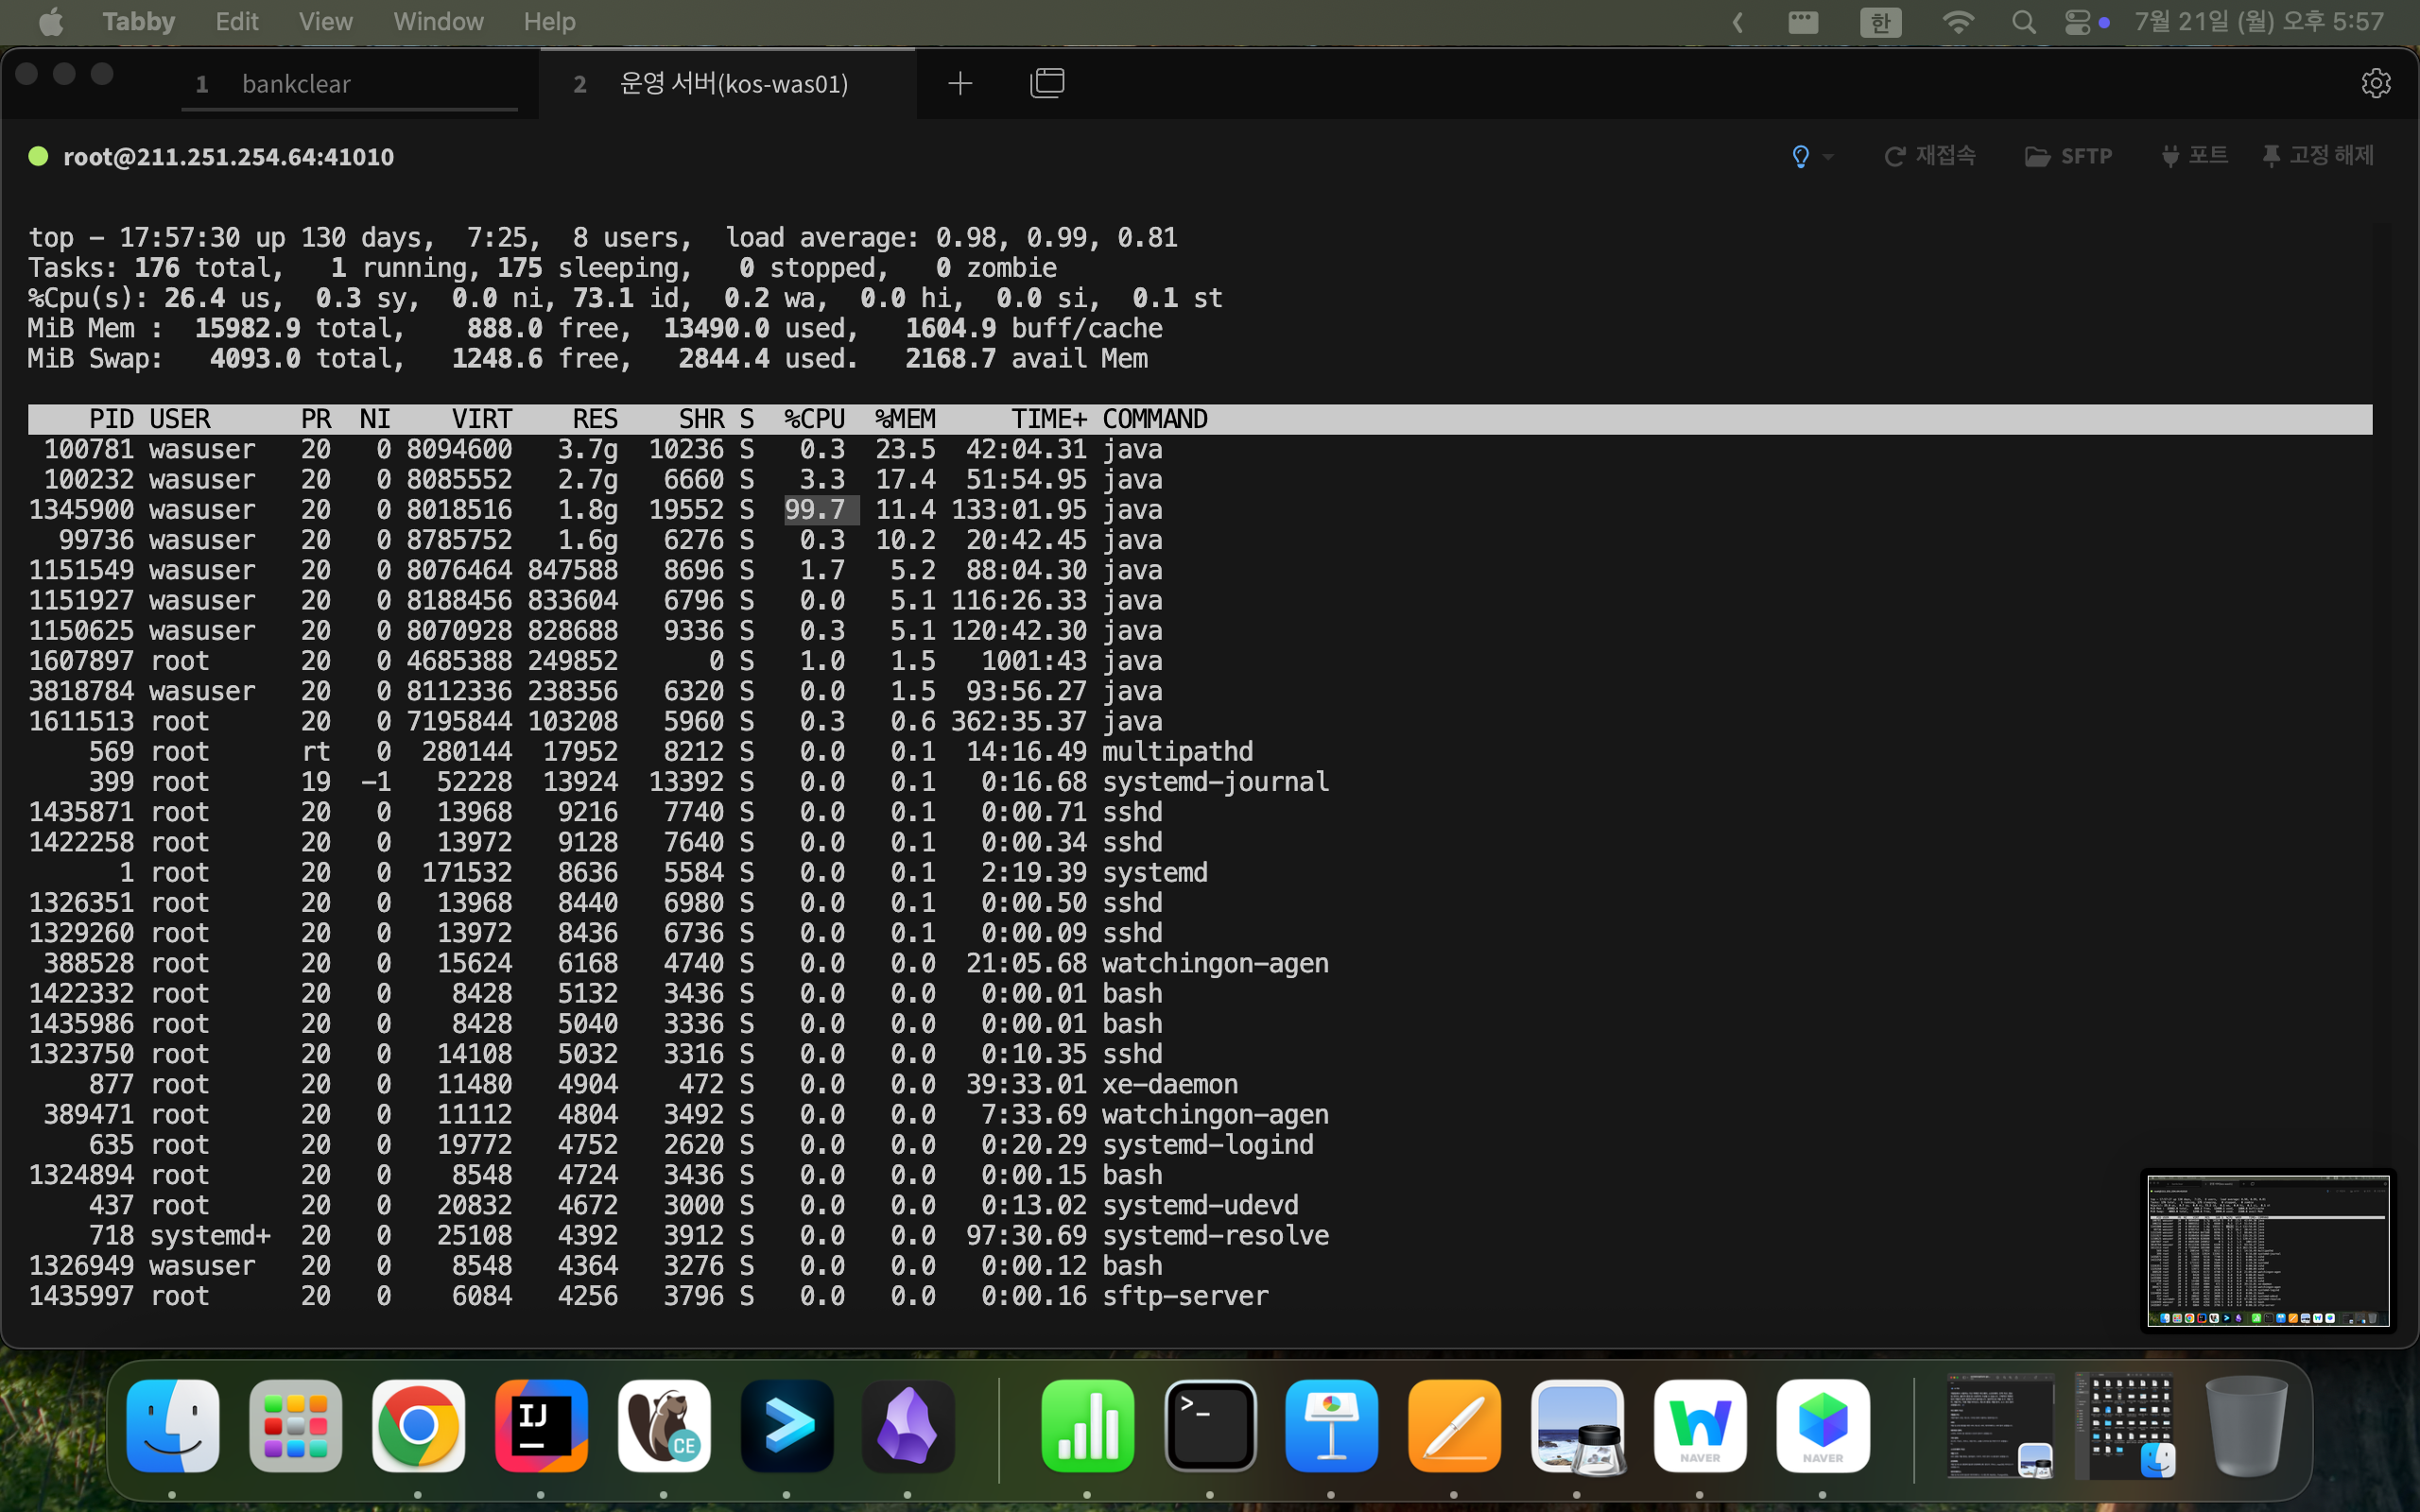 Tabby Edit View Window Help 한 7월 21일 (월) 오후 5:57
1 bankclear 2 운영 서버(kos-was01)
root@211.251.254.64:41010 재접속 SFTP 포트 고정 해제
top - 17:57:30 up 130 days, 7:25, 8 users, load average: 0.98, 0.99, 0.81
Tasks: 176 total, 1 running, 175 sleeping, 0 stopped, 0 zombie
%Cpu(s): 26.4 us, 0.3 sy, 0.0 ni, 73.1 id, 0.2 wa, 0.0 hi, 0.0 si, 0.1 st
MiB Mem : 15982.9 total, 888.0 free, 13490.0 used, 1604.9 buff/cache
MiB Swap: 4093.0 total, 1248.6 free, 2844.4 used. 2168.7 avail Mem
PID USER PR NI VIRT RES SHR S %CPU %MEM TIME+ COMMAND
100781 wasuser 20 0 8094600 3.7g 10236 S 0.3 23.5 42:04.31 java
100232 wasuser 20 0 8085552 2.7g 6660 S 3.3 17.4 51:54.95 java
1345900 wasuser 20 0 8018516 1.8g 19552 S 99.7 11.4 133:01.95 java
99736 wasuser 20 0 8785752 1.6g 6276 S 0.3 10.2 20:42.45 java
1151549 wasuser 20 0 8076464 847588 8696 S 1.7 5.2 88:04.30 java
1151927 wasuser 20 0 8188456 833604 6796 S 0.0 5.1 116:26.33 java
1150625 wasuser 20 0 8070928 828688 9336 S 0.3 5.1 120:42.30 java
1607897 root 20 0 4685388 249852 0 S 1.0 1.5 1001:43 java
3818784 wasuser 20 0 8112336 238356 6320 S 0.0 1.5 93:56.27 java
1611513 root 20 0 7195844 103208 5960 S 0.3 0.6 362:35.37 java
569 root rt 0 280144 17952 8212 S 0.0 0.1 14:16.49 multipathd
399 root 19 -1 52228 13924 13392 S 0.0 0.1 0:16.68 systemd-journal
1435871 root 20 0 13968 9216 7740 S 0.0 0.1 0:00.71 sshd
1422258 root 20 0 13972 9128 7640 S 0.0 0.1 0:00.34 sshd
1 root 20 0 171532 8636 5584 S 0.0 0.1 2:19.39 systemd
1326351 root 20 0 13968 8440 6980 S 0.0 0.1 0:00.50 sshd
1329260 root 20 0 13972 8436 6736 S 0.0 0.1 0:00.09 sshd
388528 root 20 0 15624 6168 4740 S 0.0 0.0 21:05.68 watchingon-agen
1422332 root 20 0 8428 5132 3436 S 0.0 0.0 0:00.01 bash
1435986 root 20 0 8428 5040 3336 S 0.0 0.0 0:00.01 bash
1323750 root 20 0 14108 5032 3316 S 0.0 0.0 0:10.35 sshd
877 root 20 0 11480 4904 472 S 0.0 0.0 39:33.01 xe-daemon
389471 root 20 0 11112 4804 3492 S 0.0 0.0 7:33.69 watchingon-agen
635 root 20 0 19772 4752 2620 S 0.0 0.0 0:20.29 systemd-logind
1324894 root 20 0 8548 4724 3436 S 0.0 0.0 0:00.15 bash
437 root 20 0 20832 4672 3000 S 0.0 0.0 0:13.02 systemd-udevd
718 systemd+ 20 0 25108 4392 3912 S 0.0 0.0 97:30.69 systemd-resolve
1326949 wasuser 20 0 8548 4364 3276 S 0.0 0.0 0:00.12 bash
1435997 root 20 0 6084 4256 3796 S 0.0 0.0 0:00.16 sftp-server
IJ CE >_ W NAVER NAVER